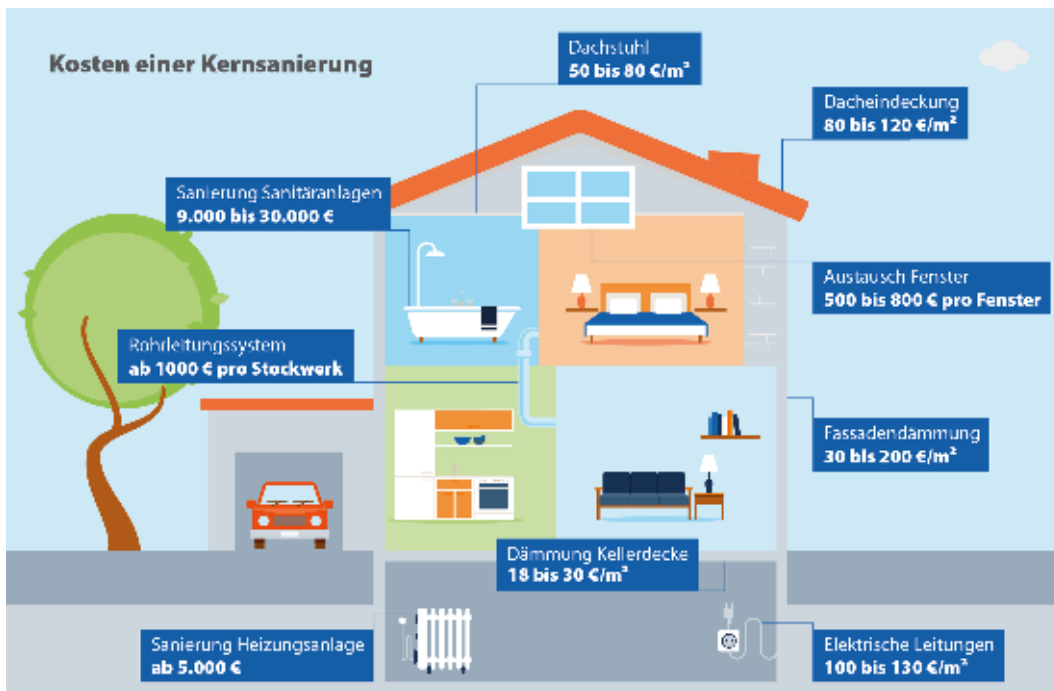 Kosten einer Kernsanierung
Dachstuhl
50 bis 80 €/m²
Dacheindeckung
80 bis 120 €/m²
Sanierung Sanitäranlagen
9.000 bis 30.000 €
Austausch Fenster
500 bis 800 € pro Fenster
Rohrleitungssystem
ab 1000 € pro Stockwerk
Fassadendämmung
30 bis 200 €/m²
Dämmung Kellerdecke
18 bis 30 €/m²
Sanierung Heizungsanlage
ab 5.000 €
Elektrische Leitungen
100 bis 130 €/m²